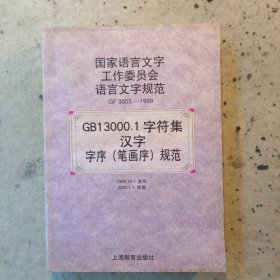 国家语言文字
工作委员会
语言文字规范
GF 3003—1999
GB13000.1 字符集
汉字
字序（笔画序）规范
1999.10.1 发布
2000.1.1 实施
上海教育出版社